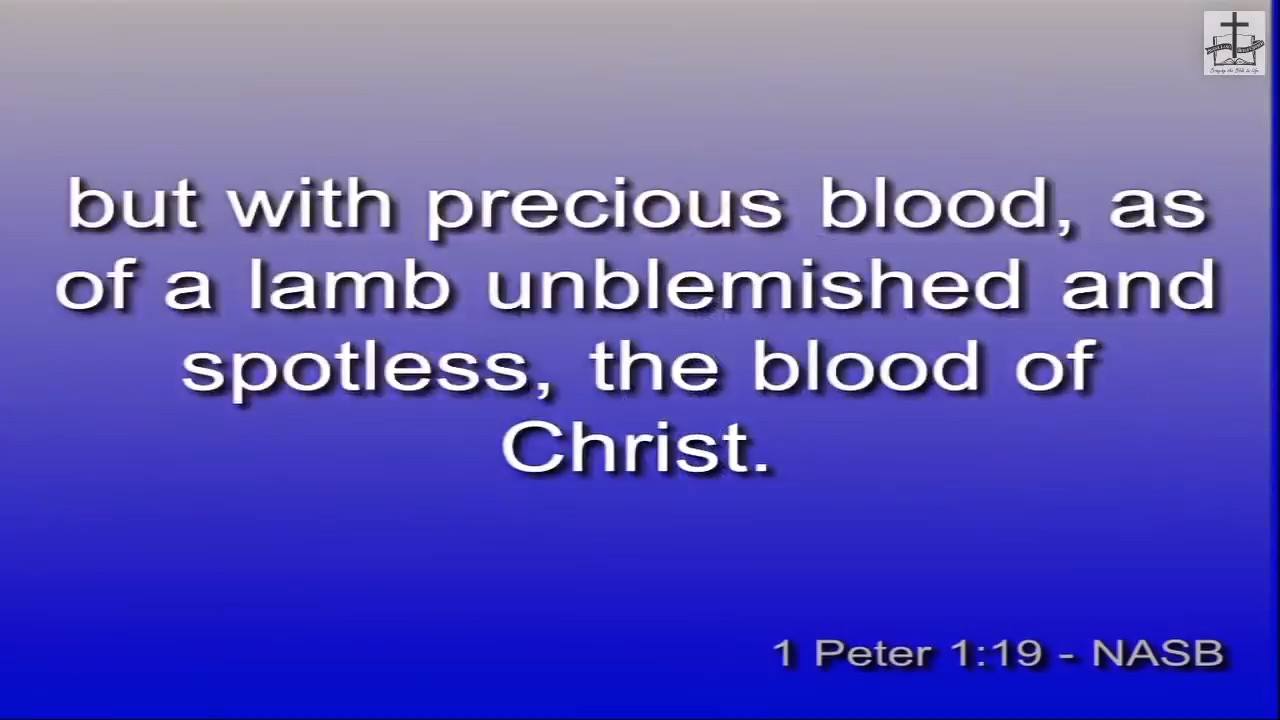 but with precious blood, as
of a lamb unblemished and
spotless, the blood of
Christ.
1 Peter 1:19 - NASB